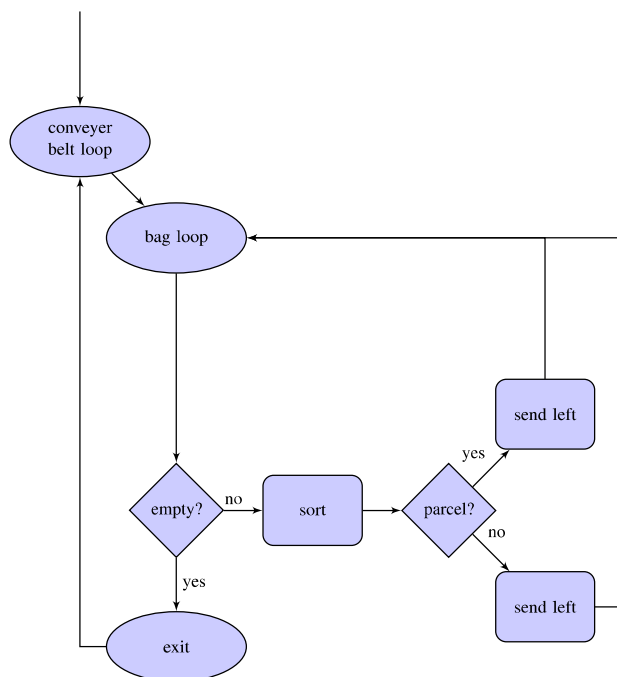 conveyer
belt loop
bag loop
send left
yes
empty?
no
sort
parcel?
no
yes
send left
exit